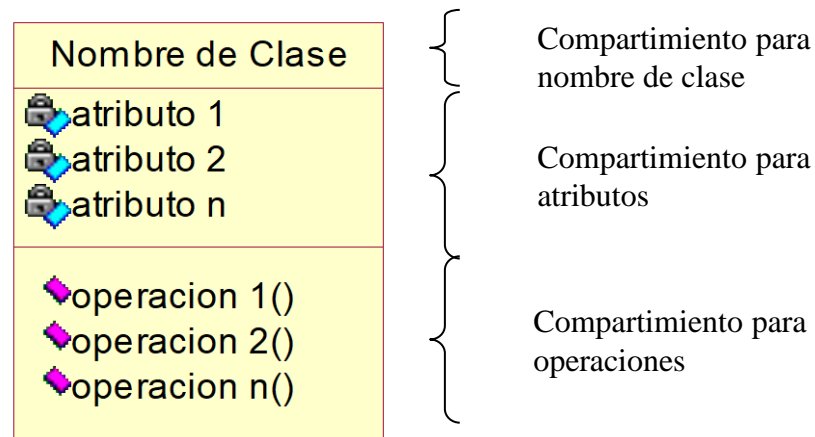 Nombre de Clase
atributo 1
atributo 2
atributo n
operacion 1()
operacion 2()
operacion n()
Compartimiento para
nombre de clase
Compartimiento para
atributos
Compartimiento para
operaciones